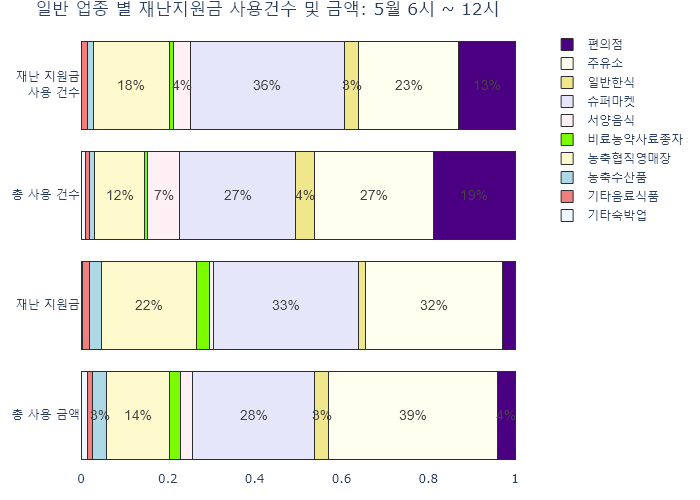 일반 업종 별 재난지원금 사용건수 및 금액: 5월 6시 ~ 12시
재난 지원금
사용 건수
18%
4%
36%
3%
23%
13%
총 사용 건수
12%
7%
27%
4%
27%
19%
재난 지원금
22%
33%
32%
총 사용 금액
3%
14%
28%
3%
39%
4%
0
0.2
0.4
0.6
0.8
1
편의점
주유소
일반한식
슈퍼마켓
서양음식
비료농약사료종자
농축협직영매장
농축수산품
기타음료식품
기타숙박업